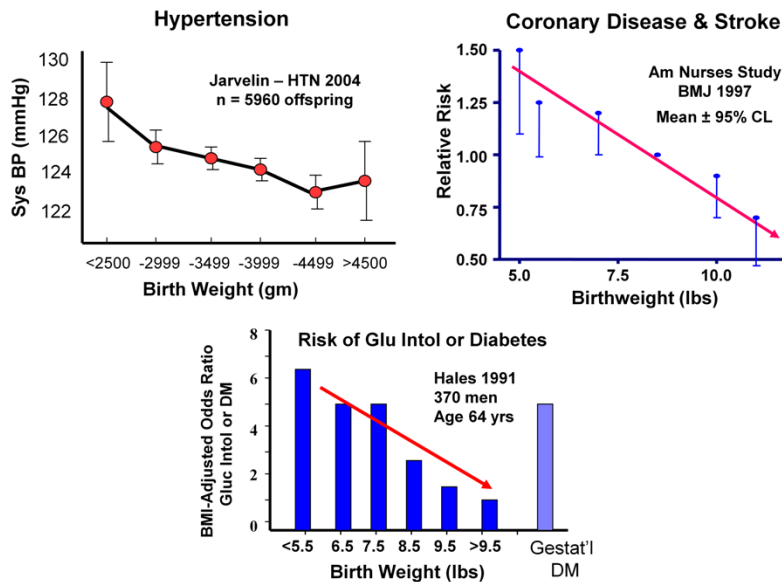 Hypertension
Sys BP (mmHg)
130
128
126
124
122
Jarvelin – HTN 2004
n = 5960 offspring
<2500 -2999 -3499 -3999 -4499 >4500
Birth Weight (gm)
Coronary Disease & Stroke
Relative Risk
1.50
1.25
1.00
0.75
0.50
Am Nurses Study
BMJ 1997
Mean ± 95% CL
5.0 7.5 10.0
Birthweight (lbs)
Risk of Glu Intol or Diabetes
BMI-Adjusted Odds Ratio
Gluc Intol or DM
8
6
4
2
0
Hales 1991
370 men
Age 64 yrs
<5.5 6.5 7.5 8.5 9.5 >9.5
Birth Weight (lbs)
Gestat'l
DM